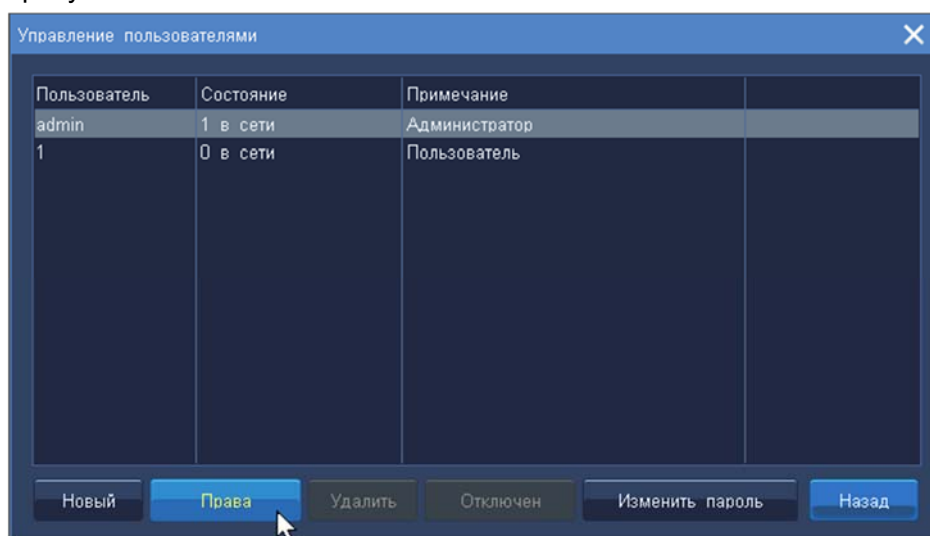 Управление пользователями
Пользователь Состояние Примечание
admin 1 в сети Администратор
1 0 в сети Пользователь
Новый Права Удалить Отключен Изменить пароль Назад